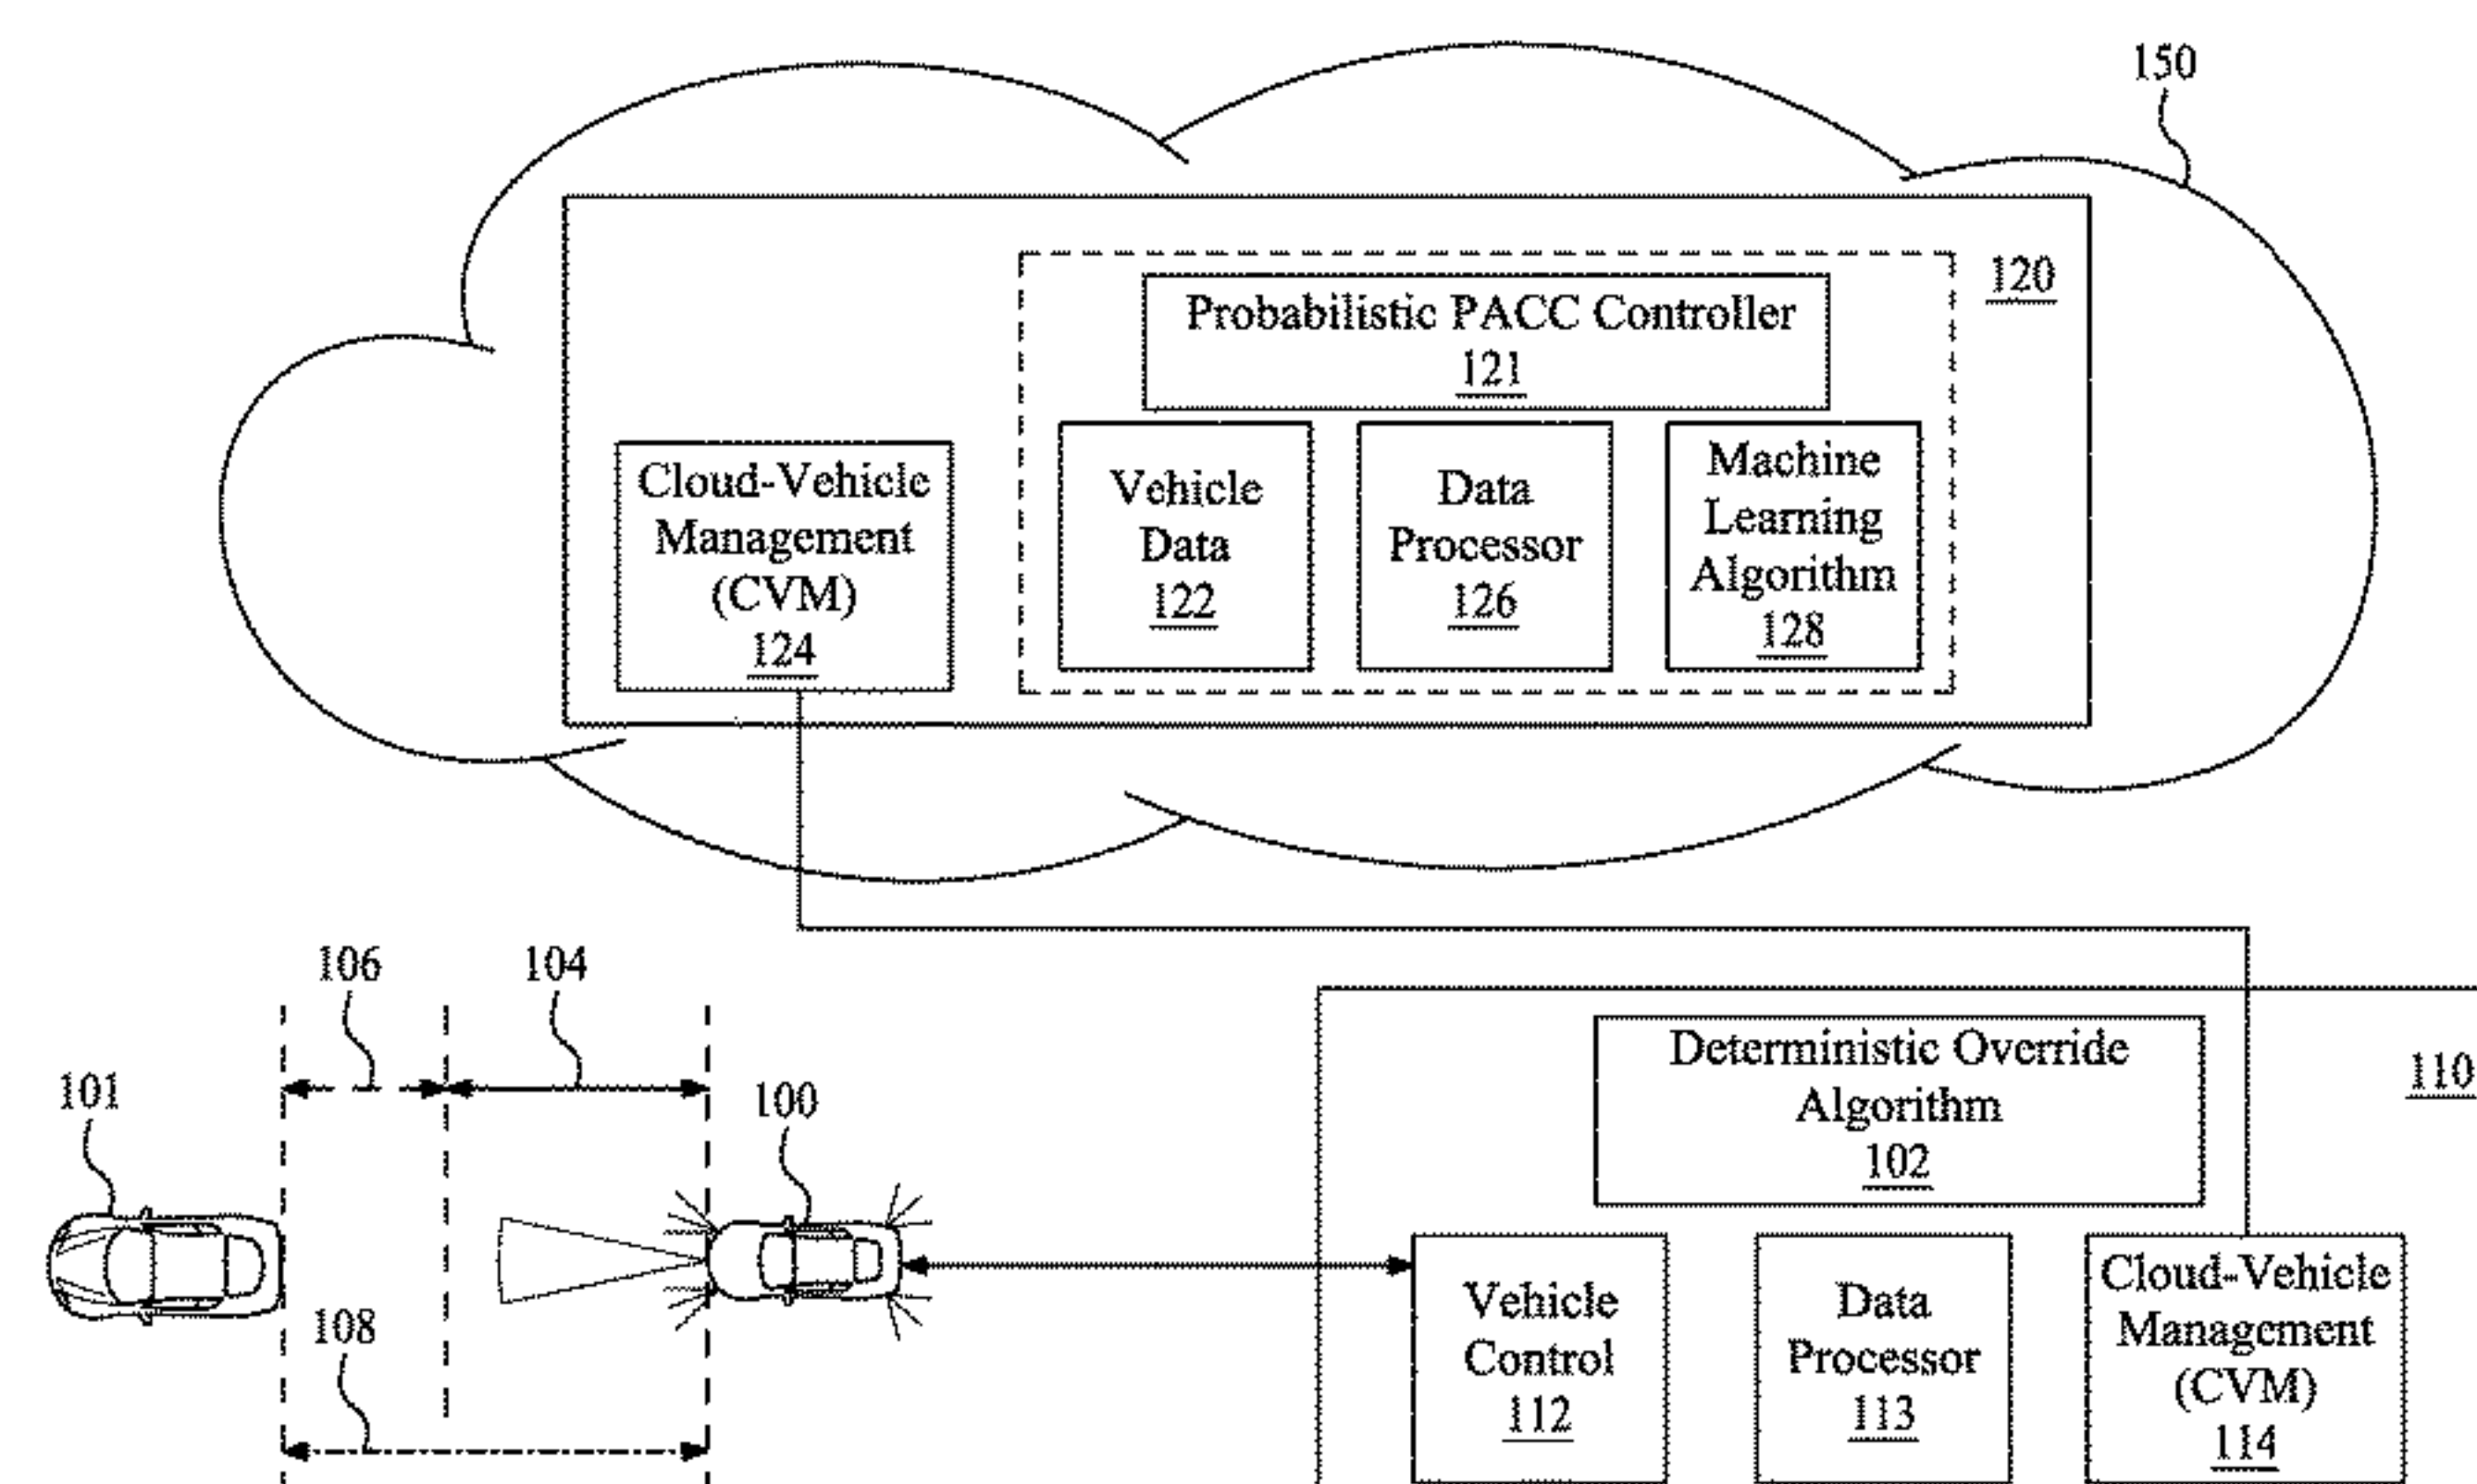 150
120
Probabilistic PACC Controller
121
Cloud-Vehicle
Management
(CVM)
124
Vehicle
Data
122
Data
Processor
126
Machine
Learning
Algorithm
128
106
104
101
100
108
Deterministic Override
Algorithm
102
110
Vehicle
Control
112
Data
Processor
113
Cloud-Vehicle
Management
(CVM)
114